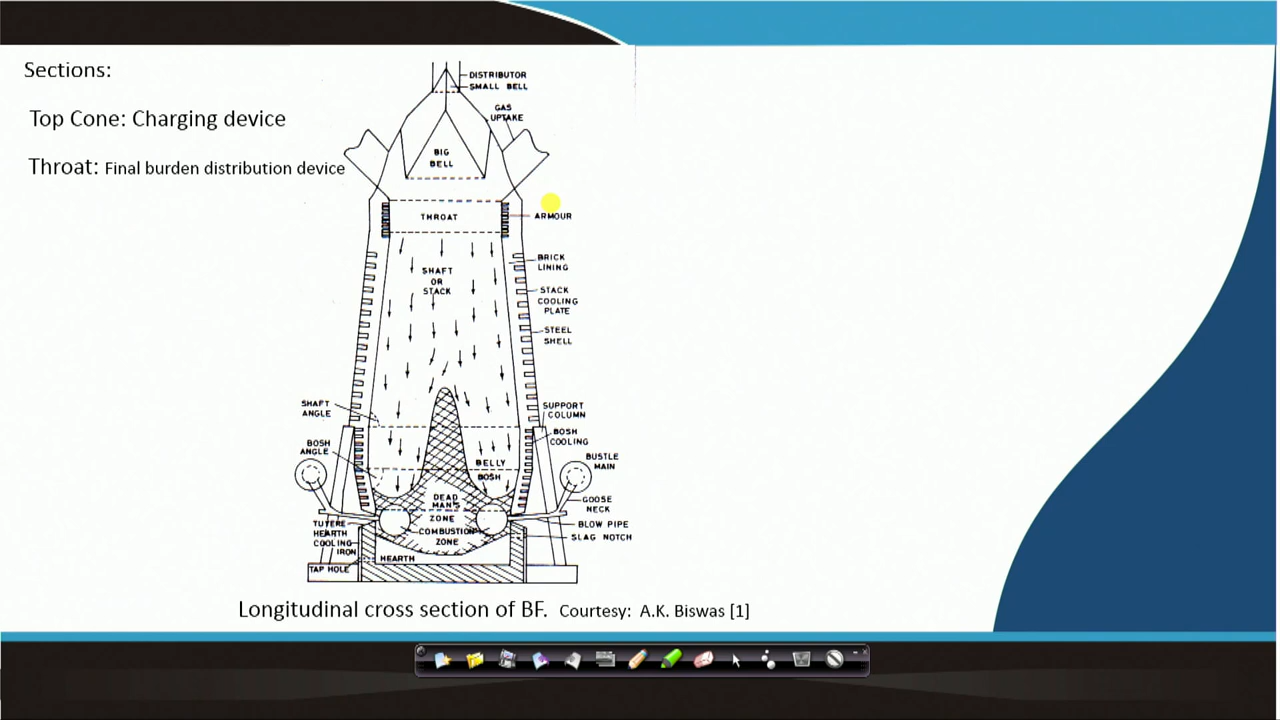 Sections:
Top Cone: Charging device
Throat: Final burden distribution device
DISTRIBUTOR
SMALL BELL
GAS
UPTAKE
BIG
BELL
THROAT
ARMOUR
BRICK
LINING
SHAFT
OR
STACK
STACK
COOLING
PLATE
STEEL
SHELL
SHAFT
ANGLE
SUPPORT
COLUMN
BOSH
COOLING
BOSH
ANGLE
BELLY
BUSTLE
MAIN
BOSH
DEAD
MAN'S
ZONE
GOOSE
NECK
COMBUSTION
ZONE
BLOW PIPE
SLAG NOTCH
TUYERE
HEARTH
COOLING
IRON
TAP HOLE
HEARTH
Longitudinal cross section of BF. Courtesy: A.K. Biswas [1]